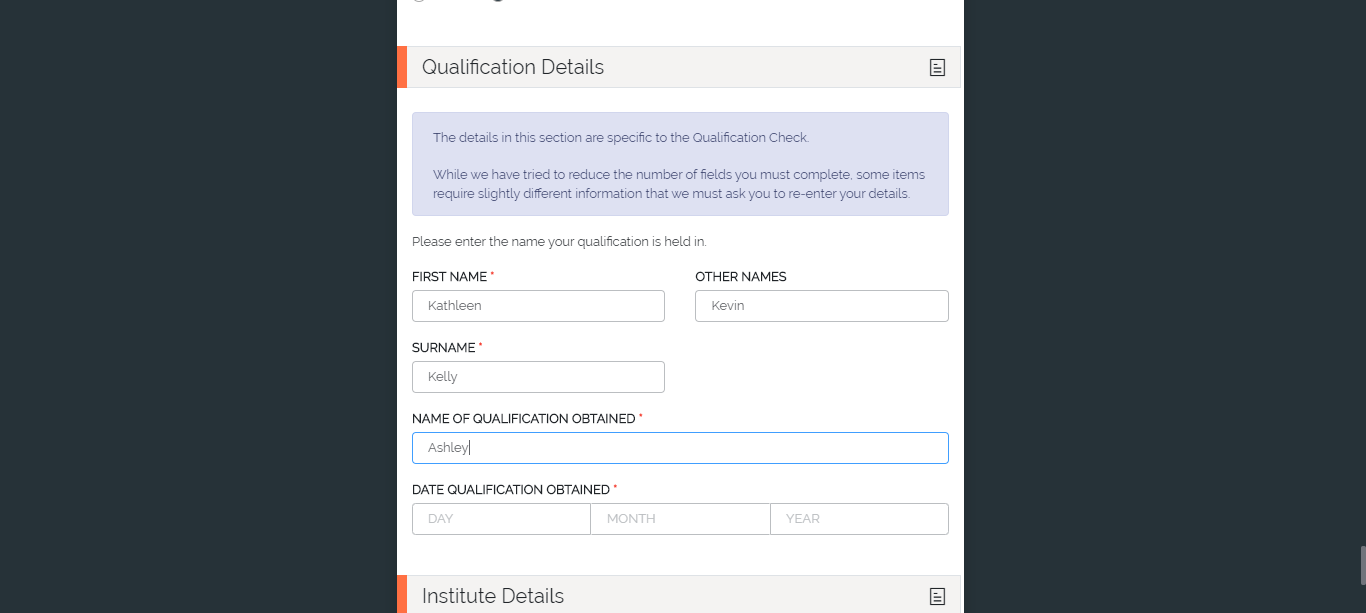 Qualification Details
The details in this section are specific to the Qualification Check.
While we have tried to reduce the number of fields you must complete, some items
require slightly different information that we must ask you to re-enter your details.
Please enter the name your qualification is held in.
FIRST NAME *
OTHER NAMES
Kathleen
Kevin
SURNAME *
Kelly
NAME OF QUALIFICATION OBTAINED *
Ashley
DATE QUALIFICATION OBTAINED *
DAY
MONTH
YEAR
Institute Details